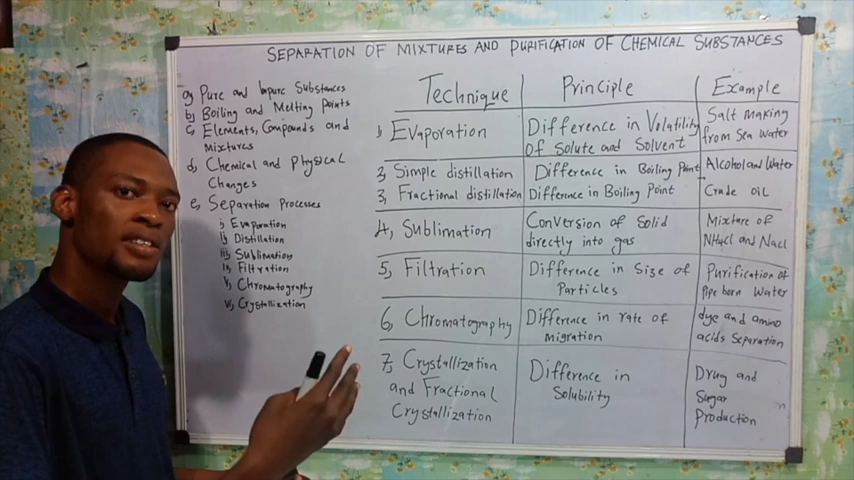 SEPARATION OF MIXTURES AND PURIFICATION OF CHEMICAL SUBSTANCES
a, Pure and Impure Substances
b, Boiling and Melting Points
c, Elements, Compounds and
Mixtures
d, Chemical and physical
Changes
e, Separation Processes
i, Evaporation
ii, Distillation
iii, Sublimation
iv, Filtration
v, Chromatography
vi, Crystallization
Technique Principle Example
1, Evaporation Difference in Volatility of Solute and Solvent Salt making from Sea Water
2, Simple distillation Difference in Boiling Point Alcohol and Water
3, Fractional distillation Difference in Boiling Point Crude oil
4, Sublimation Conversion of Solid directly into gas Mixture of NH4Cl and Nacl
5, Filtration Difference in Size of Particles Purification of Pipe born Water
6, Chromatography Difference in rate of migration dye and amino acids Separation
7, Crystallization and Fractional Crystallization Difference in Solubility Drug and Sugar Production